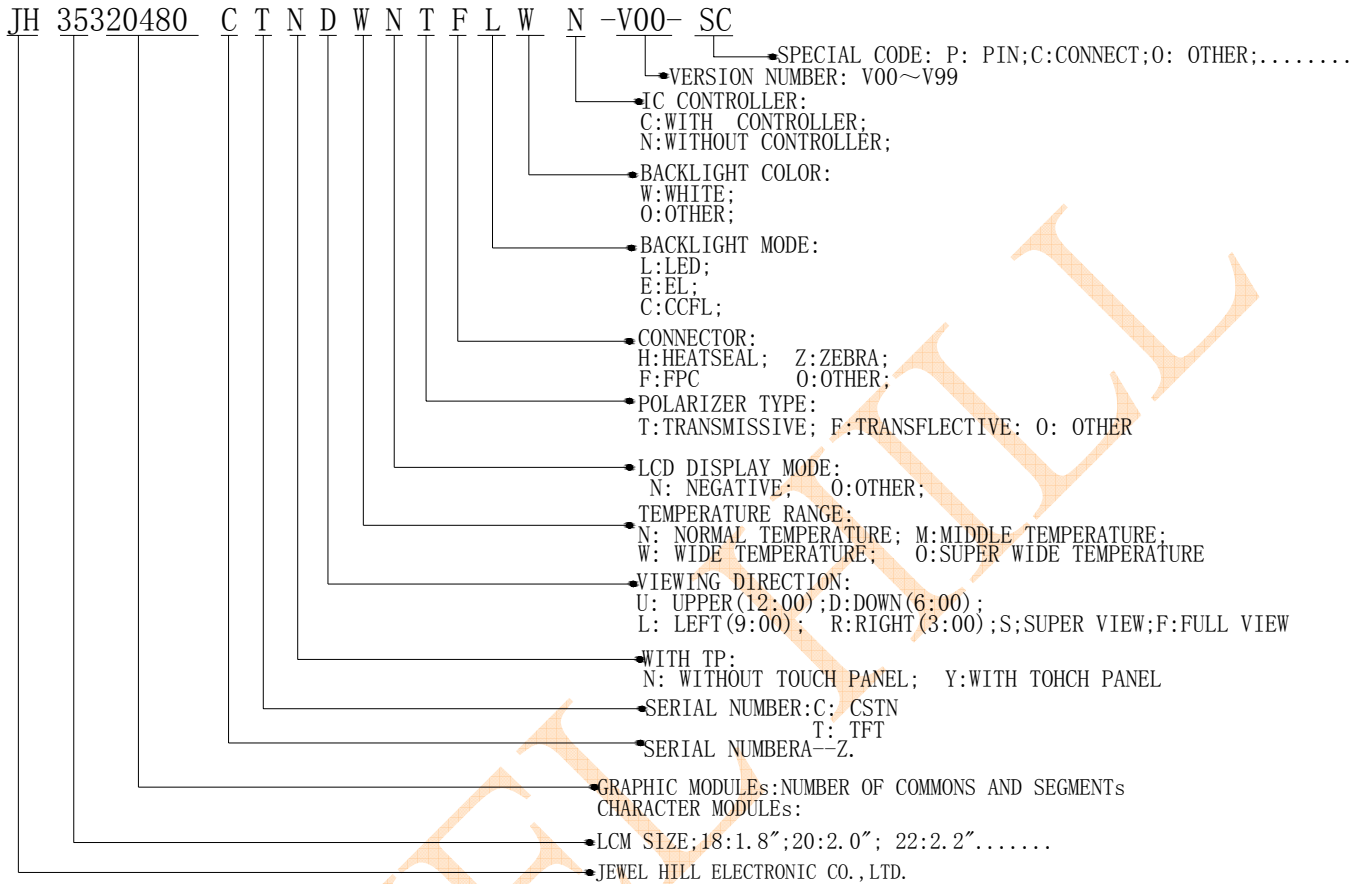 JH 35320480 C T N D W N T F L W N -V00- SC
SPECIAL CODE: P: PIN;C:CONNECT;O: OTHER;........
VERSION NUMBER: V00～V99
IC CONTROLLER:
C:WITH CONTROLLER;
N:WITHOUT CONTROLLER;
BACKLIGHT COLOR:
W:WHITE;
O:OTHER;
BACKLIGHT MODE:
L:LED;
E:EL;
C:CCFL;
CONNECTOR:
H:HEATSEAL; Z:ZEBRA;
F:FPC O:OTHER;
POLARIZER TYPE:
T:TRANSMISSIVE; F:TRANSFLECTIVE: O: OTHER
LCD DISPLAY MODE:
N: NEGATIVE; O:OTHER;
TEMPERATURE RANGE:
N: NORMAL TEMPERATURE; M:MIDDLE TEMPERATURE;
W: WIDE TEMPERATURE; O:SUPER WIDE TEMPERATURE
VIEWING DIRECTION:
U: UPPER(12:00);D:DOWN(6:00);
L: LEFT(9:00); R:RIGHT(3:00);S;SUPER VIEW;F:FULL VIEW
WITH TP:
N: WITHOUT TOUCH PANEL; Y:WITH TOHCH PANEL
SERIAL NUMBER:C: CSTN
T: TFT
SERIAL NUMBERA--Z.
GRAPHIC MODULEs:NUMBER OF COMMONS AND SEGMENTs
CHARACTER MODULEs:
LCM SIZE;18:1.8″;20:2.0″; 22:2.2″.......
JEWEL HILL ELECTRONIC CO.,LTD.
EL HILL